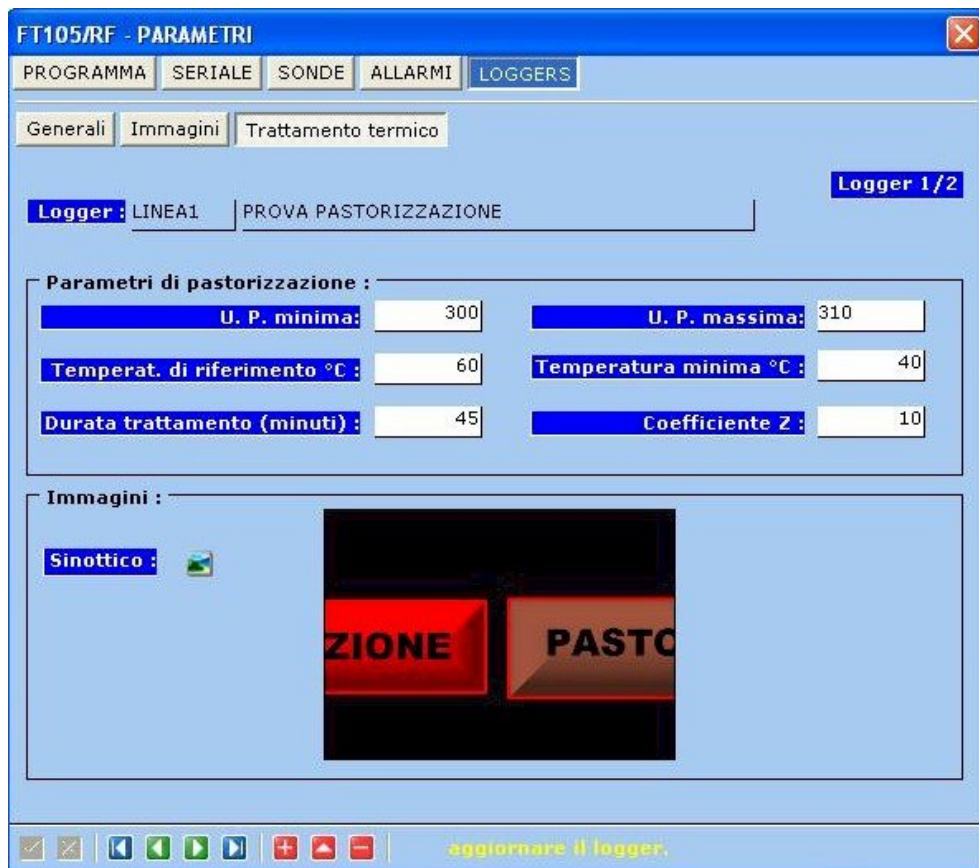 FT105/RF - PARAMETRI
PROGRAMMA SERIALE SONDE ALLARMI LOGGERS
Generali Immagini Trattamento termico
Logger 1/2
Logger : LINEA1 PROVA PASTORIZZAZIONE
Parametri di pastorizzazione :
U. P. minima: 300 U. P. massima: 310
Temperat. di riferimento °C : 60 Temperatura minima °C : 40
Durata trattamento (minuti) : 45 Coefficiente Z : 10
Immagini :
Sinottico :
ZIONE PASTO
aggiornare il logger.